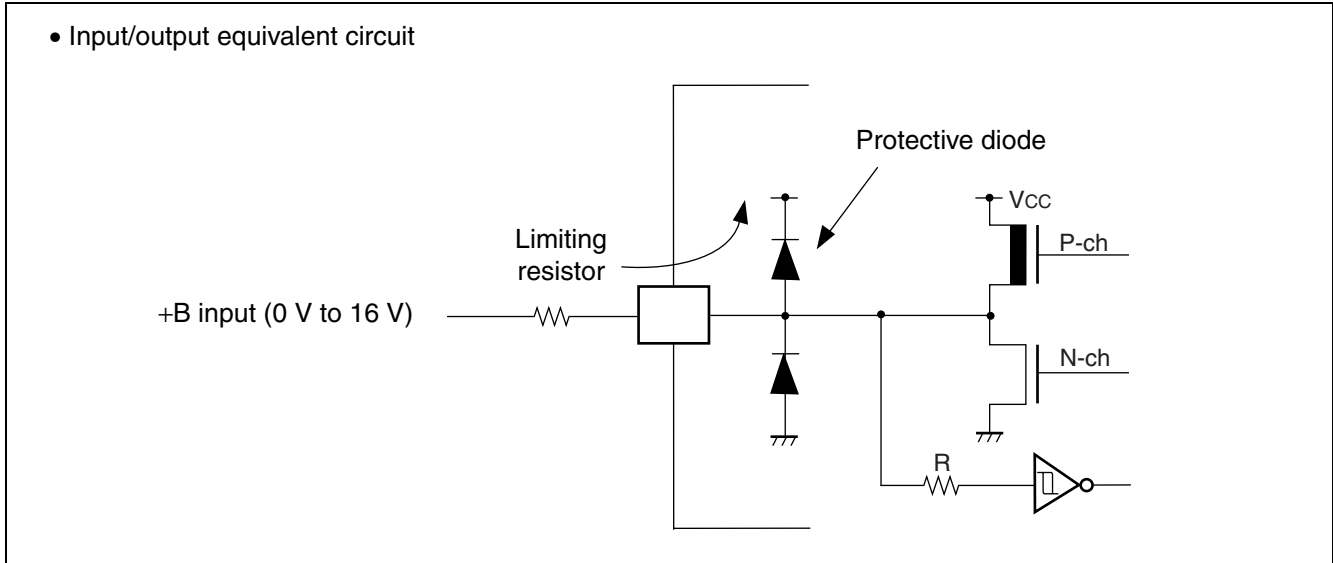 • Input/output equivalent circuit
Protective diode
VCC
P-ch
Limiting
resistor
+B input (0 V to 16 V)
N-ch
R